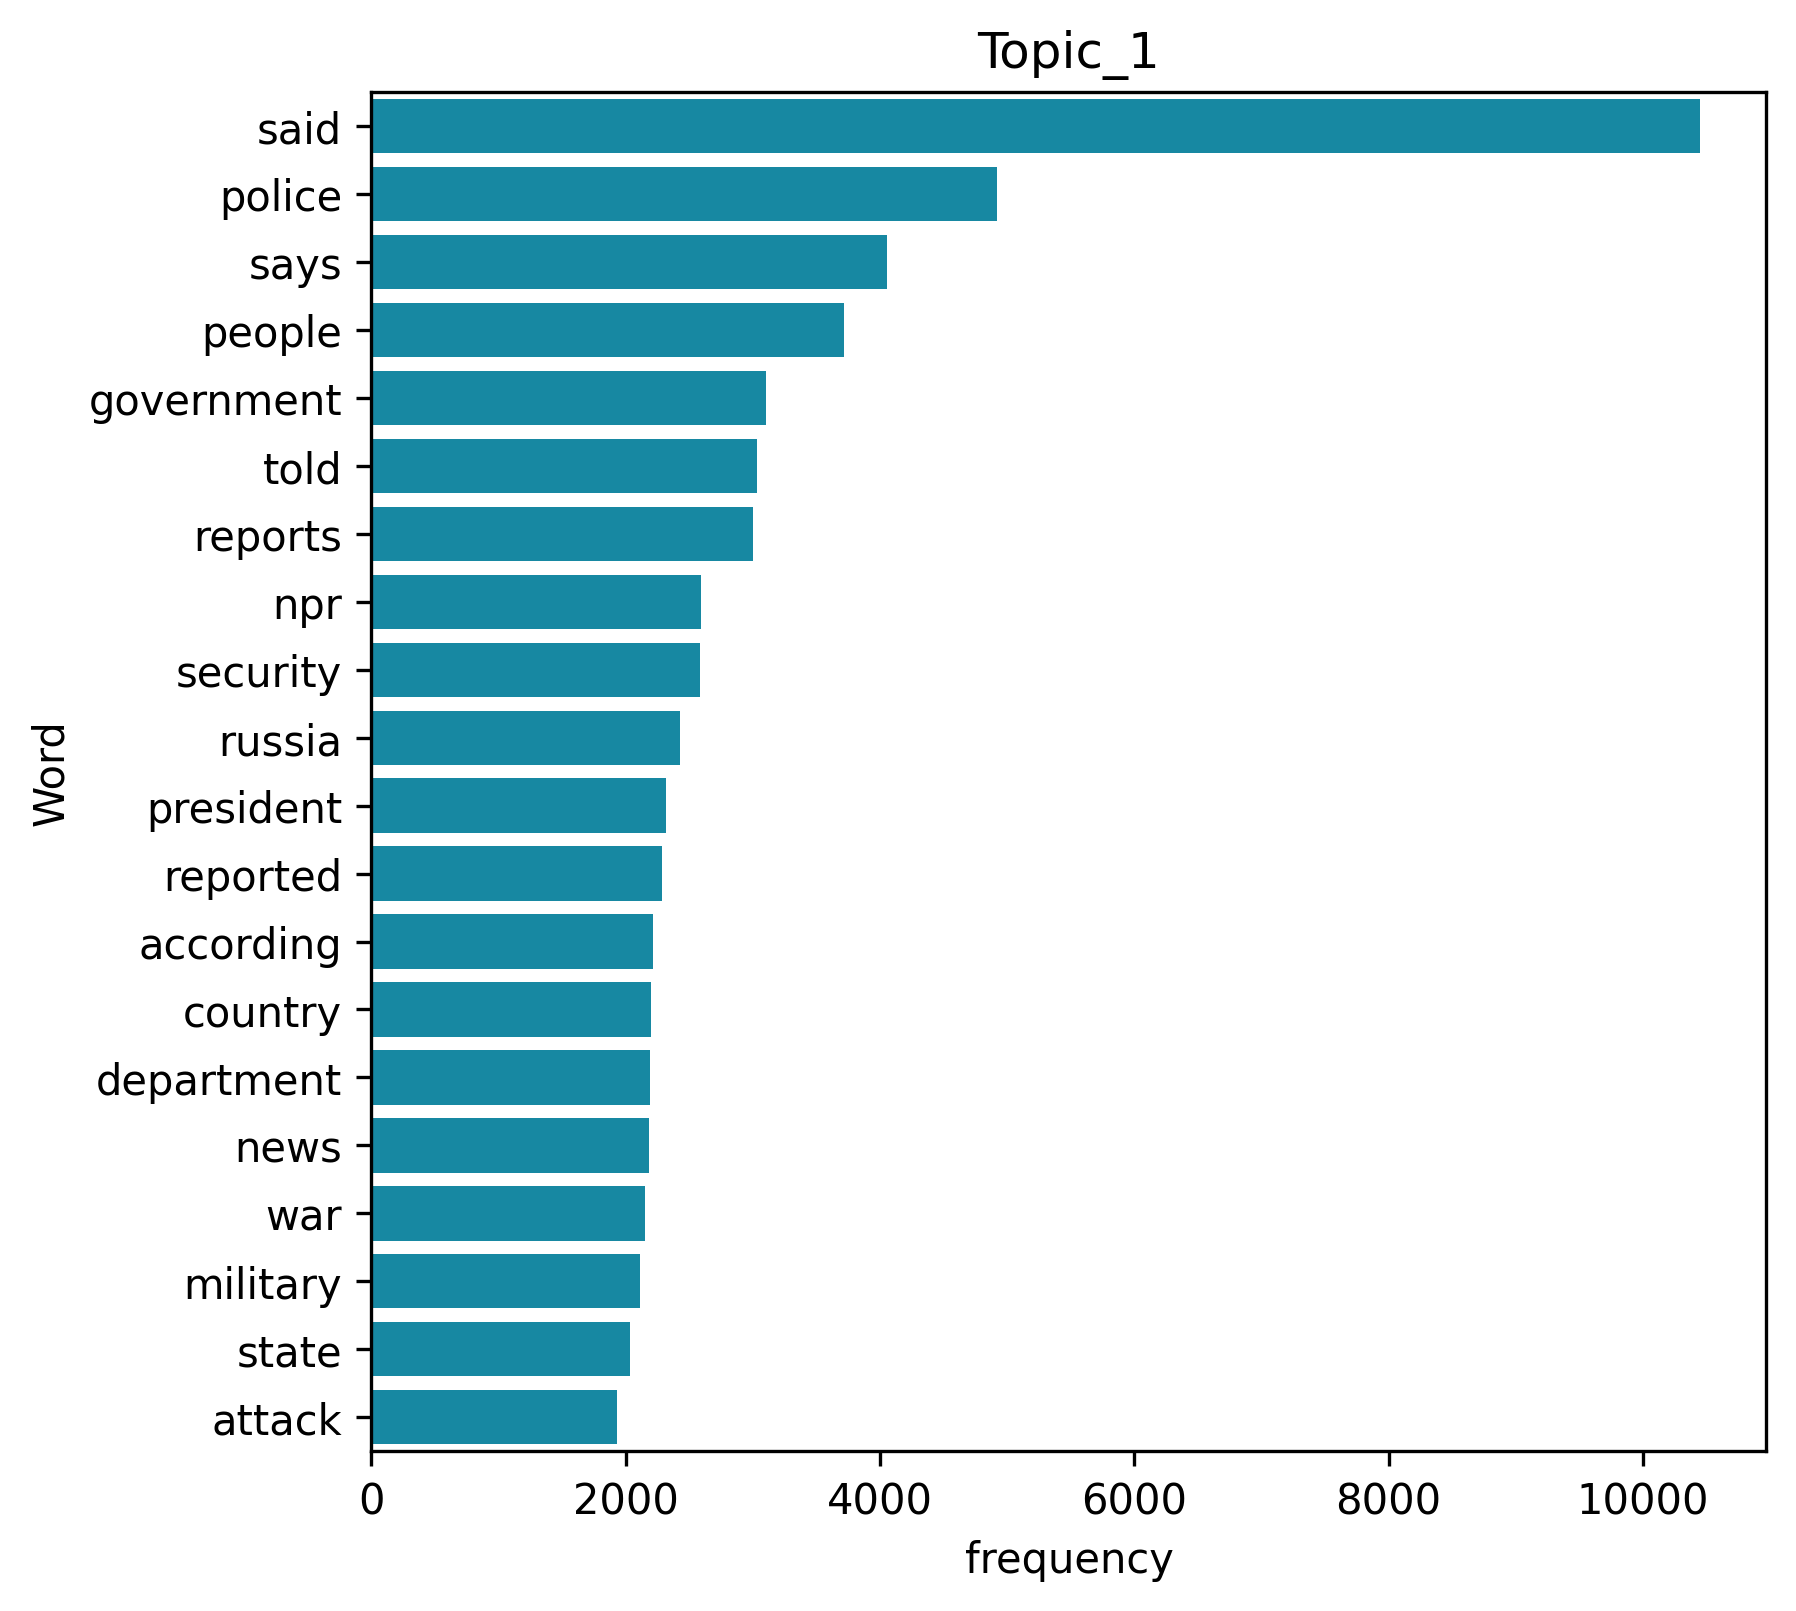 Topic_1
said
police
says
people
government
told
reports
npr
security
russia
president
reported
according
country
department
news
war
military
state
attack
Word
0 2000 4000 6000 8000 10000
frequency